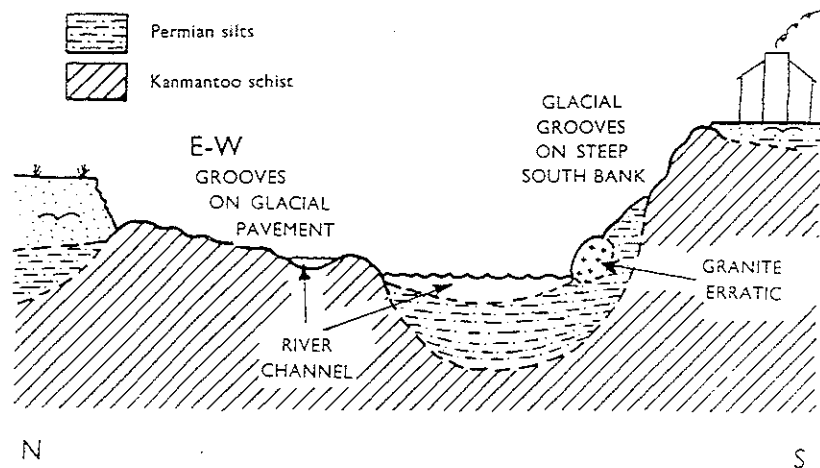 Permian silts
Kanmantoo schist
E-W
GROOVES
ON GLACIAL
PAVEMENT
GLACIAL
GROOVES
ON STEEP
SOUTH BANK
GRANITE
ERRATIC
RIVER
CHANNEL
N
S